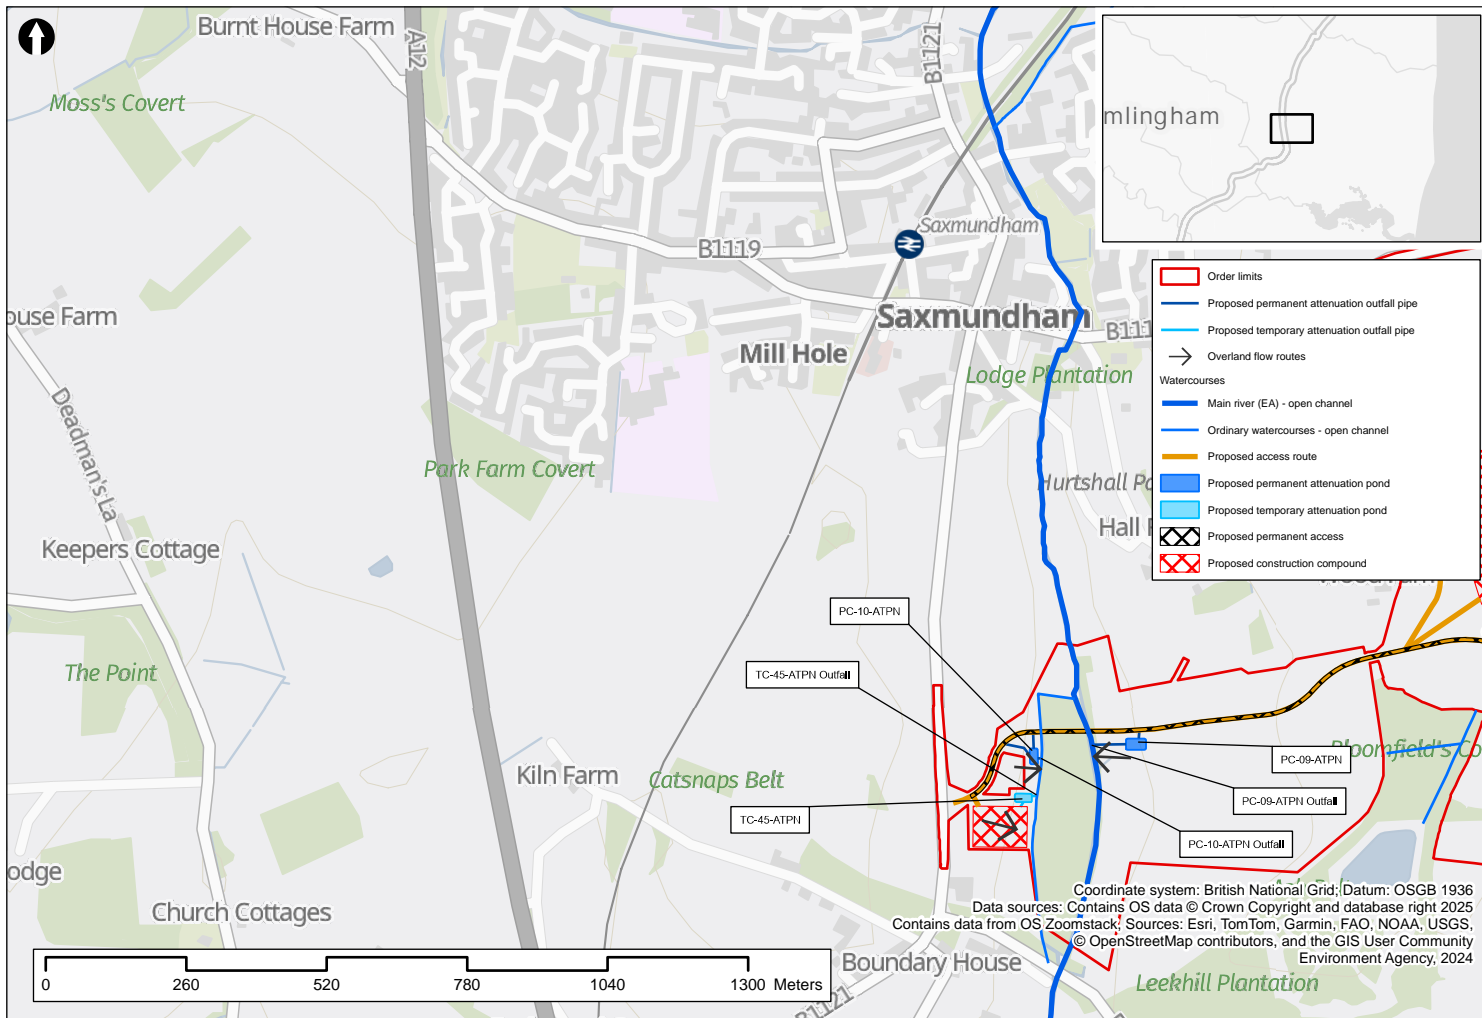 Burnt House Farm
A12
B1121
Moss's Covert
mlingham
Saxmundham
B1119
ouse Farm
Saxmundham
B111
Mill Hole
Lodge Plantation
Deadman's La
Park Farm Covert
Hurtshall Pa
Hall F
Keepers Cottage
The Point
Kiln Farm
Catsnaps Belt
Bloomfield's Co
odge
Church Cottages
Boundary House
B1121
Leekhill Plantation
Order limits
Proposed permanent attenuation outfall pipe
Proposed temporary attenuation outfall pipe
Overland flow routes
Watercourses
Main river (EA) - open channel
Ordinary watercourses - open channel
Proposed access route
Proposed permanent attenuation pond
Proposed temporary attenuation pond
Proposed permanent access
Proposed construction compound
PC-10-ATPN
TC-45-ATPN Outfall
TC-45-ATPN
PC-09-ATPN
PC-09-ATPN Outfall
PC-10-ATPN Outfall
Coordinate system: British National Grid; Datum: OSGB 1936
Data sources: Contains OS data © Crown Copyright and database right 2025
Contains data from OS Zoomstack; Sources: Esri, TomTom, Garmin, FAO, NOAA, USGS,
© OpenStreetMap contributors, and the GIS User Community
Environment Agency, 2024
0 260 520 780 1040 1300 Meters